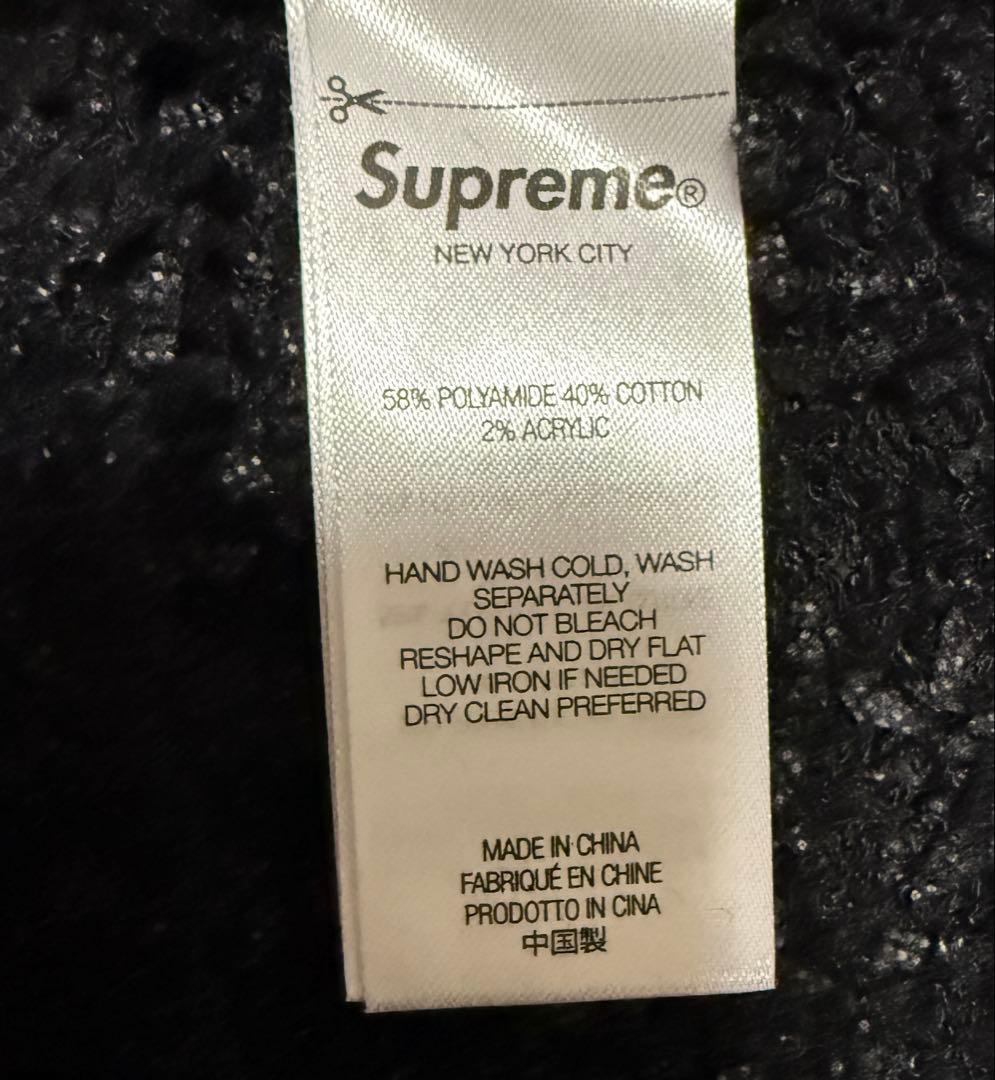 Supreme®
NEW YORK CITY
58% POLYAMIDE 40% COTTON
2% ACRYLIC
HAND WASH COLD, WASH
SEPARATELY
DO NOT BLEACH
RESHAPE AND DRY FLAT
LOW IRON IF NEEDED
DRY CLEAN PREFERRED
MADE IN CHINA
FABRIQUÉ EN CHINE
PRODOTTO IN CINA
中国製